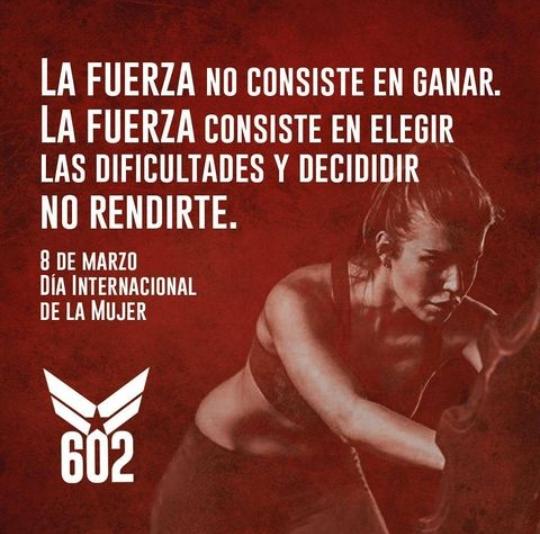 La fuerza no consiste en ganar.
La fuerza consiste en elegir
las dificultades y decididir
no rendirte.
8 de marzo
Día Internacional
de la Mujer
602